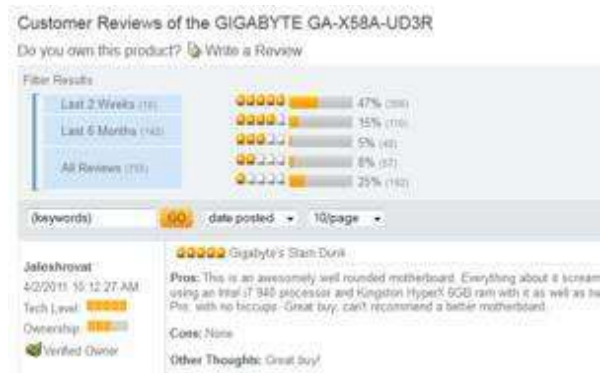 Customer Reviews of the GIGABYTE GA-X58A-UD3R
Do you own this product? Write a Review
Filter Results
Last 2 Weeks
Last 6 Months
All Reviews
47%
15%
5%
8%
25%
(keywords) GO date posted 10/page
Gigabyte's Slam Dunk
Jaleshrovat
4/2/2011 10:12:27 AM
Tech Level:
Ownership:
Verified Owner
Pros: This is an awesomely well rounded motherboard. Everything about it scream
using an Intel i7 940 processor and Kingston HyperX 6GB ram with it as well as
Pro, with no hiccups. Great buy, can't recommend a better motherboard.
Cons: None
Other Thoughts: Great buy!